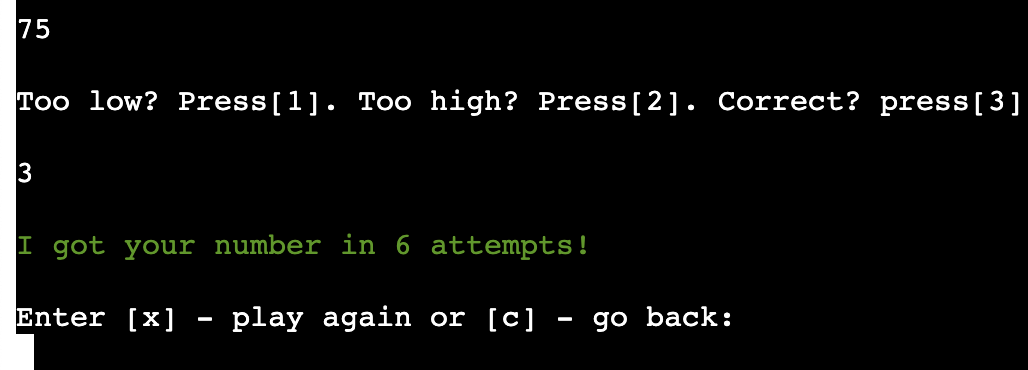 75
Too low? Press[1]. Too high? Press[2]. Correct? press[3]
3
I got your number in 6 attempts!
Enter [x] - play again or [c] - go back: